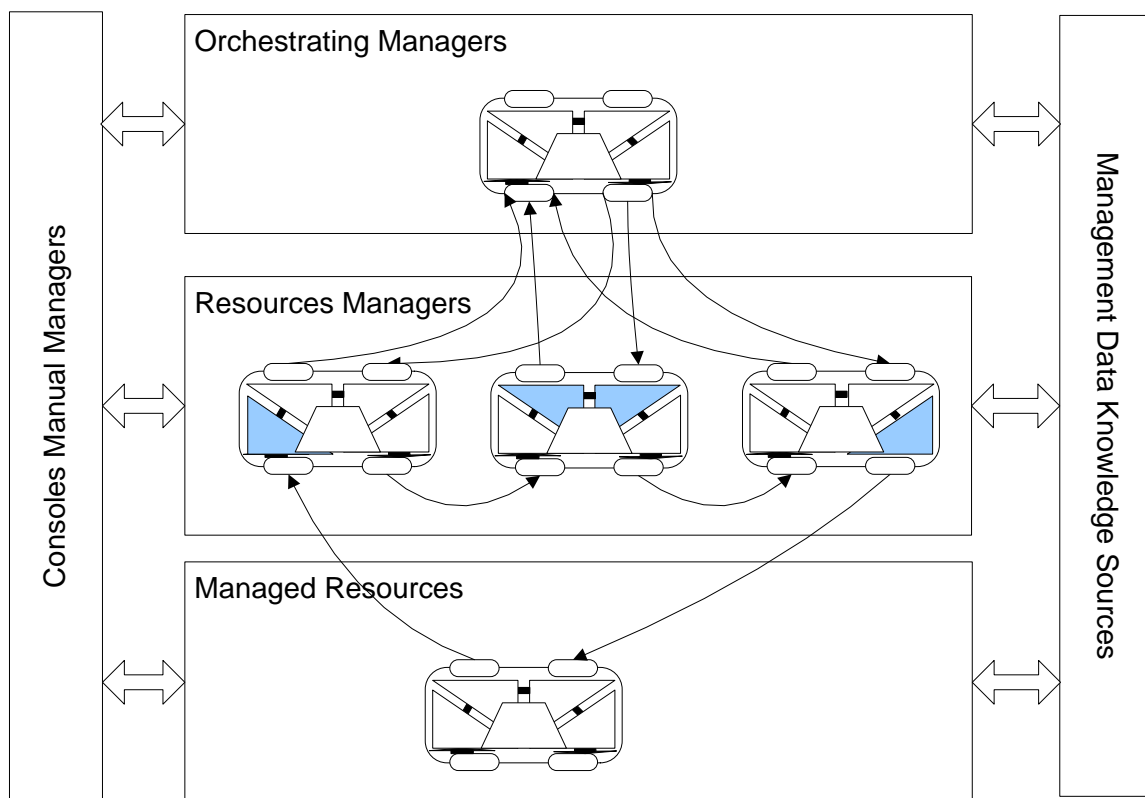 Orchestrating Managers
Resources Managers
Managed Resources
Consoles Manual Managers
Management Data Knowledge Sources